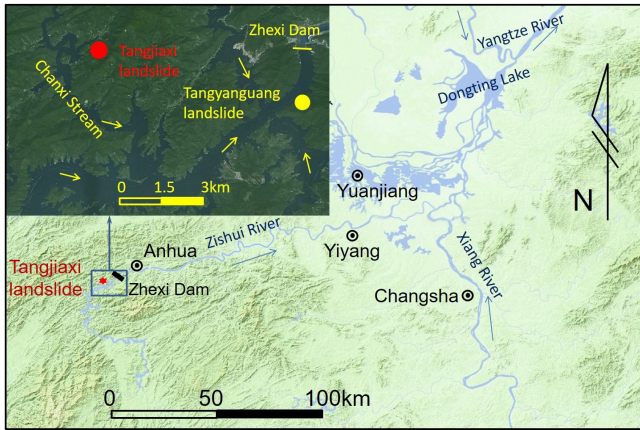 Tangjiaxi
landslide
Zhexi Dam
Chanxi Stream
Tangyanguang
landslide
0 1.5 3km
Yangtze River
Dongting Lake
N
Yuanjiang
Zishui River
Anhua
Yiyang
Xiang River
Tangjiaxi
landslide
Zhexi Dam
Changsha
0 50 100km